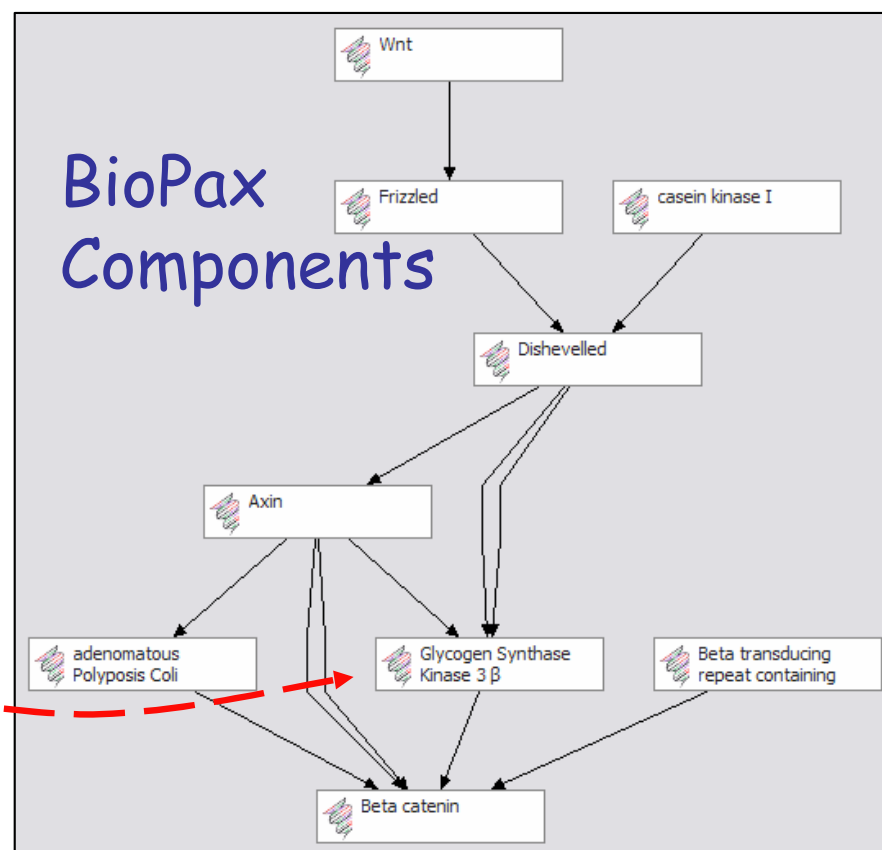 Wnt
BioPax
Components
Frizzled
casein kinase I
Dishevelled
Axin
adenomatous
Polyposis Coli
Glycogen Synthase
Kinase 3 β
Beta transducing
repeat containing
Beta catenin